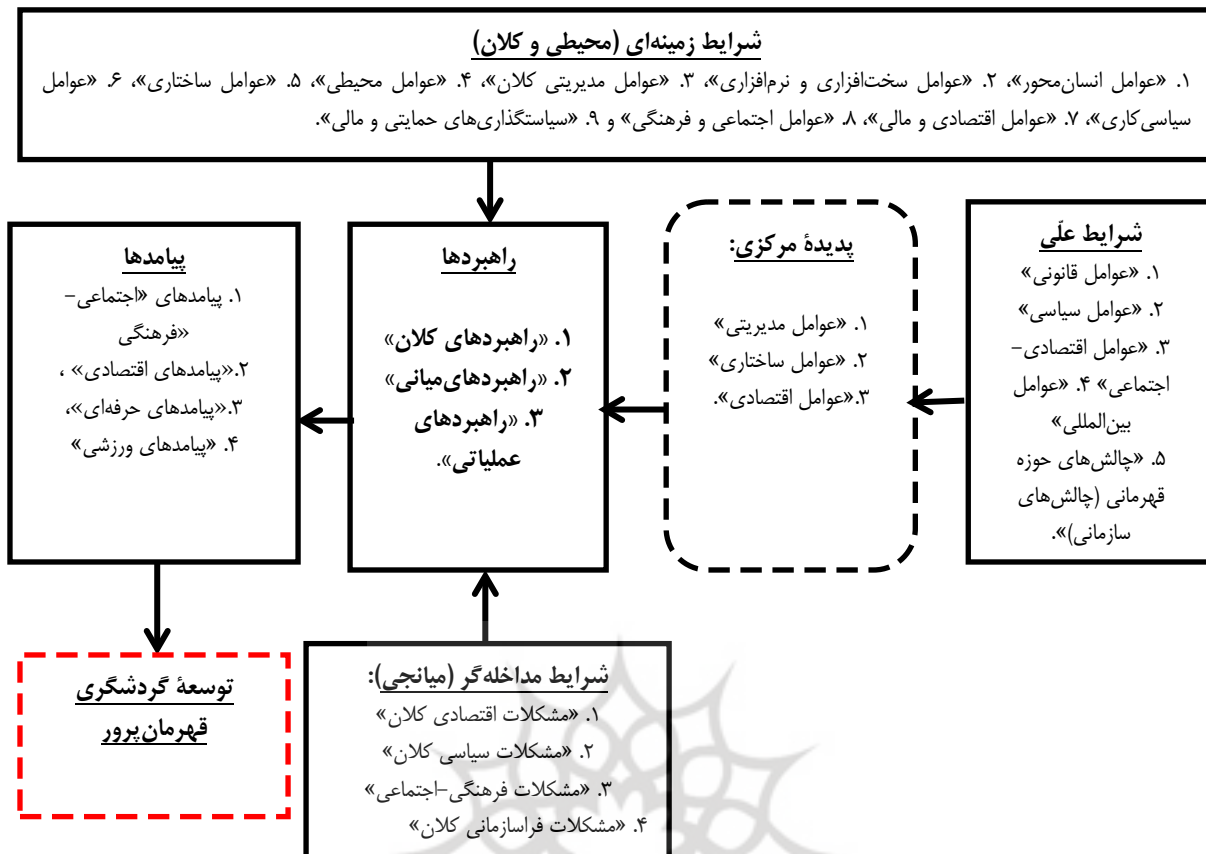 شرایط زمینه‌ای (محیطی و کلان)
۱. «عوامل انسان‌محور»، ۲. «عوامل سخت‌افزاری و نرم‌افزاری»، ۳. «عوامل مدیریتی کلان»، ۴. «عوامل محیطی»، ۵. «عوامل ساختاری»، ۶. «عوامل
سیاسی‌کاری»، ۷. «عوامل اقتصادی و مالی»، ۸. «عوامل اجتماعی و فرهنگی» و ۹. «سیاستگذاری‌های حمایتی و مالی».
شرایط علّی
۱. «عوامل قانونی»
۲. «عوامل سیاسی»
۳. «عوامل اقتصادی–
اجتماعی» ۴. «عوامل
بین‌المللی»
۵. «چالش‌های حوزه
قهرمانی (چالش‌های
سازمانی)».
پدیدۀ مرکزی:
۱. «عوامل مدیریتی»
۲. «عوامل ساختاری»
۳.«عوامل اقتصادی».
راهبردها
۱. «راهبردهای کلان»
۲. «راهبردهای‌میانی»
۳. «راهبردهای
عملیاتی».
پیامدها
۱. پیامدهای «اجتماعی–
فرهنگی»
۲.«پیامدهای اقتصادی» ،
۳.«پیامدهای حرفه‌ای»،
۴. «پیامدهای ورزشی»
شرایط مداخله‌گر (میانجی):
۱. «مشکلات اقتصادی کلان»
۲. «مشکلات سیاسی کلان»
۳. «مشکلات فرهنگی–اجتماعی»
۴. «مشکلات فراسازمانی کلان»
توسعۀ گردشگری
قهرمان‌پرور